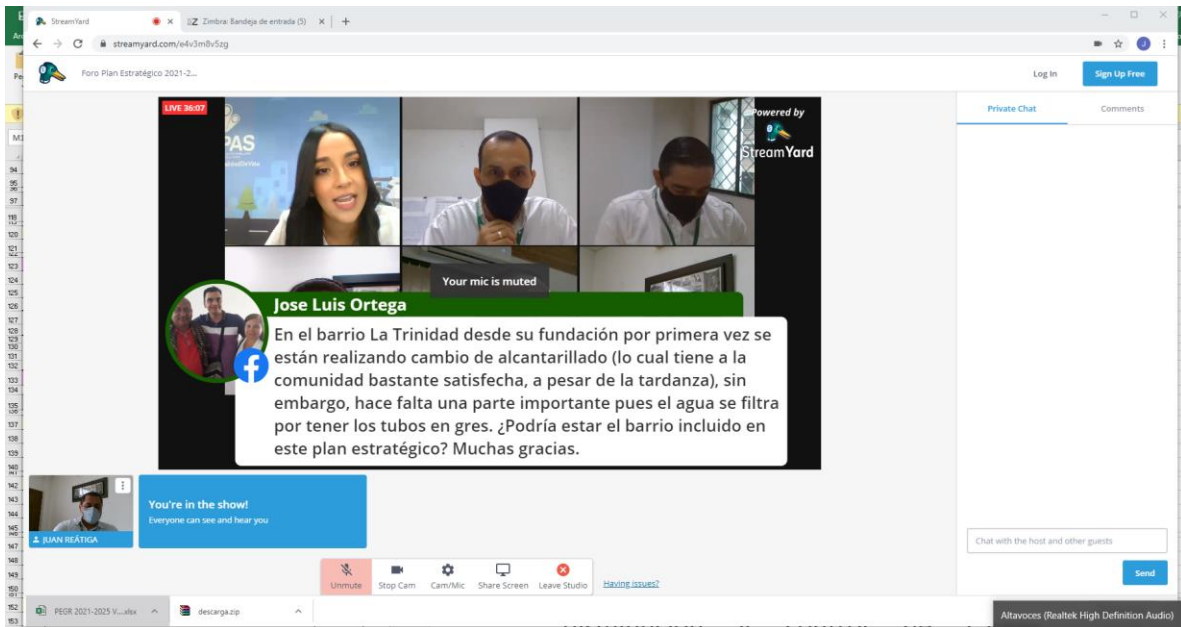 StreamYard
Zimbra: Bandeja de entrada (5)
streamyard.com/e4v3m8v5zg
Foro Plan Estratégico 2021-2...
Log In
Sign Up Free
Private Chat
Comments
LIVE 36:07
PAS
Powered by
StreamYard
Your mic is muted
Jose Luis Ortega
En el barrio La Trinidad desde su fundación por primera vez se
están realizando cambio de alcantarillado (lo cual tiene a la
comunidad bastante satisfecha, a pesar de la tardanza), sin
embargo, hace falta una parte importante pues el agua se filtra
por tener los tubos en gres. ¿Podría estar el barrio incluido en
este plan estratégico? Muchas gracias.
You're in the show!
Everyone can see and hear you
JUAN REÁTIGA
Chat with the host and other guests
Send
Unmute
Stop Cam
Cam/Mic
Share Screen
Leave Studio
Having issues?
PEGR 2021-2025 V....xlsx
descarga.zip
Altavoces (Realtek High Definition Audio)